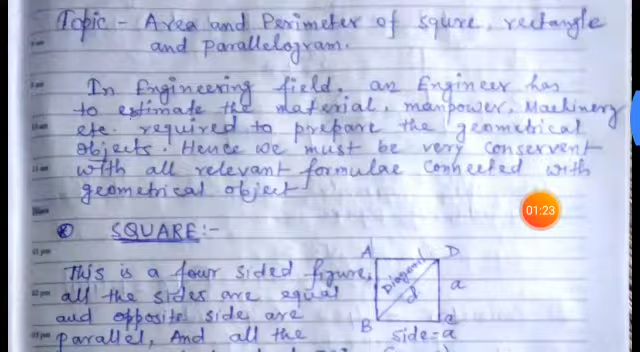 Topic - Area and Perimeter of squre, rectangle
and parallelogram.
In Engineering field, an Engineer has
to estimate the material, manpower, Machinery
etc. required to prepare the geometrical
objects. Hence we must be very conservent
with all relevant formulae connected with
geometrical object
01:23
SQUARE:-
This is a four sided figure,
all the sides are equal
and opposite side are
parallel, And all the
A
D
Diagonal
d
a
B
C
side=a